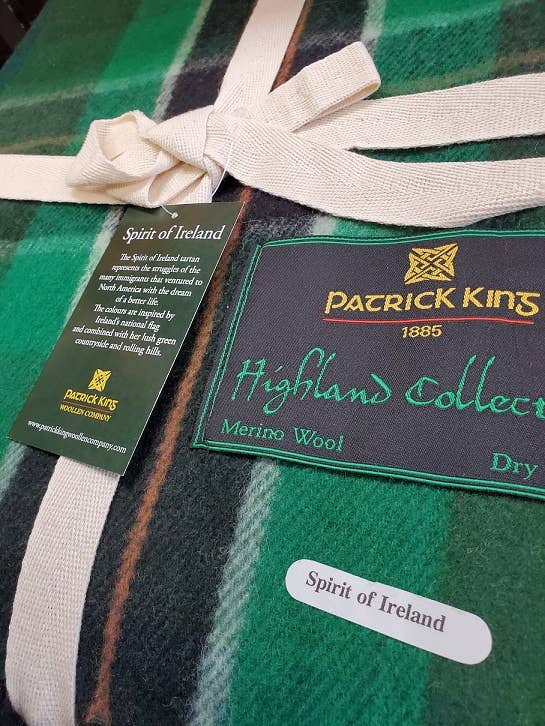 Spirit of Ireland
The Spirit of Ireland tartan
represents the struggles of the
many immigrants that ventured to
North America with the dream
of a better life.
The colours are inspired by
Ireland's national flag
and combined with her lush green
countryside and rolling hills.
PATRICK KING
WOOLLEN COMPANY
www.patrickkingwoollencompany.com
PATRICK KING
1885
Highland Collect
Merino Wool
Dry
Spirit of Ireland